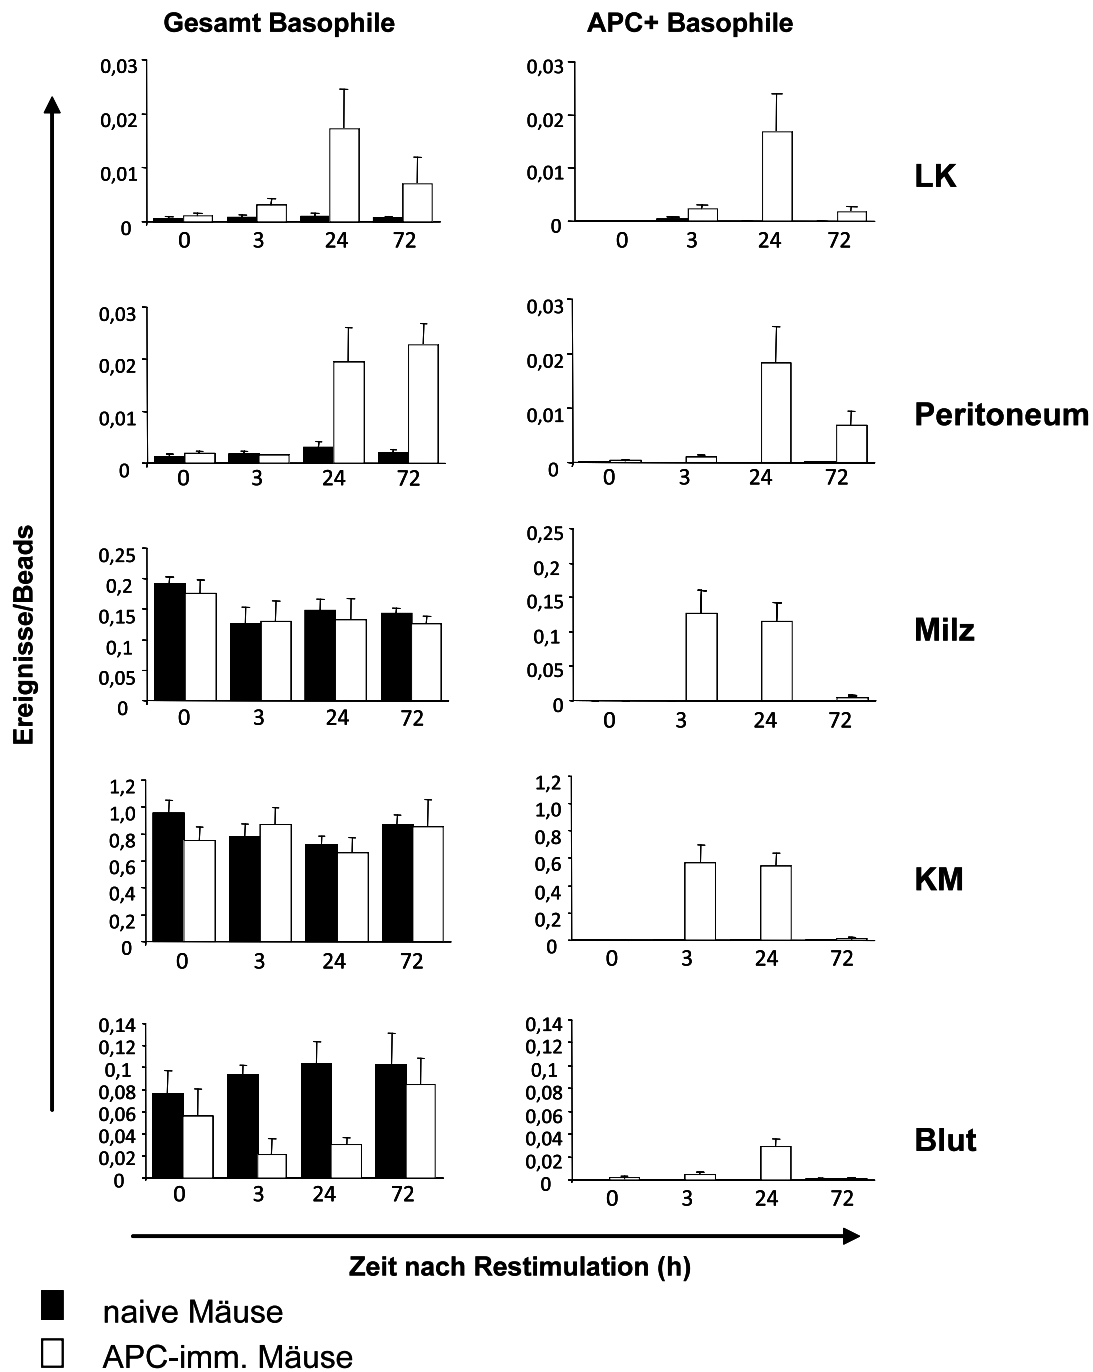 Gesamt Basophile
APC+ Basophile
0,03
0,02
0,01
0
0 3 24 72
0,03
0,02
0,01
0
0 3 24 72
LK
0,03
0,02
0,01
0
0 3 24 72
0,03
0,02
0,01
0
0 3 24 72
Peritoneum
0,25
0,2
0,15
0,1
0,05
0
0 3 24 72
0,25
0,2
0,15
0,1
0,05
0
0 3 24 72
Milz
1,2
1,0
0,8
0,6
0,4
0,2
0
0 3 24 72
1,2
1,0
0,8
0,6
0,4
0,2
0
0 3 24 72
KM
0,14
0,12
0,1
0,08
0,06
0,04
0,02
0
0 3 24 72
0,14
0,12
0,1
0,08
0,06
0,04
0,02
0
0 3 24 72
Blut
Ereignisse/Beads
Zeit nach Restimulation (h)
naive Mäuse
APC-imm. Mäuse